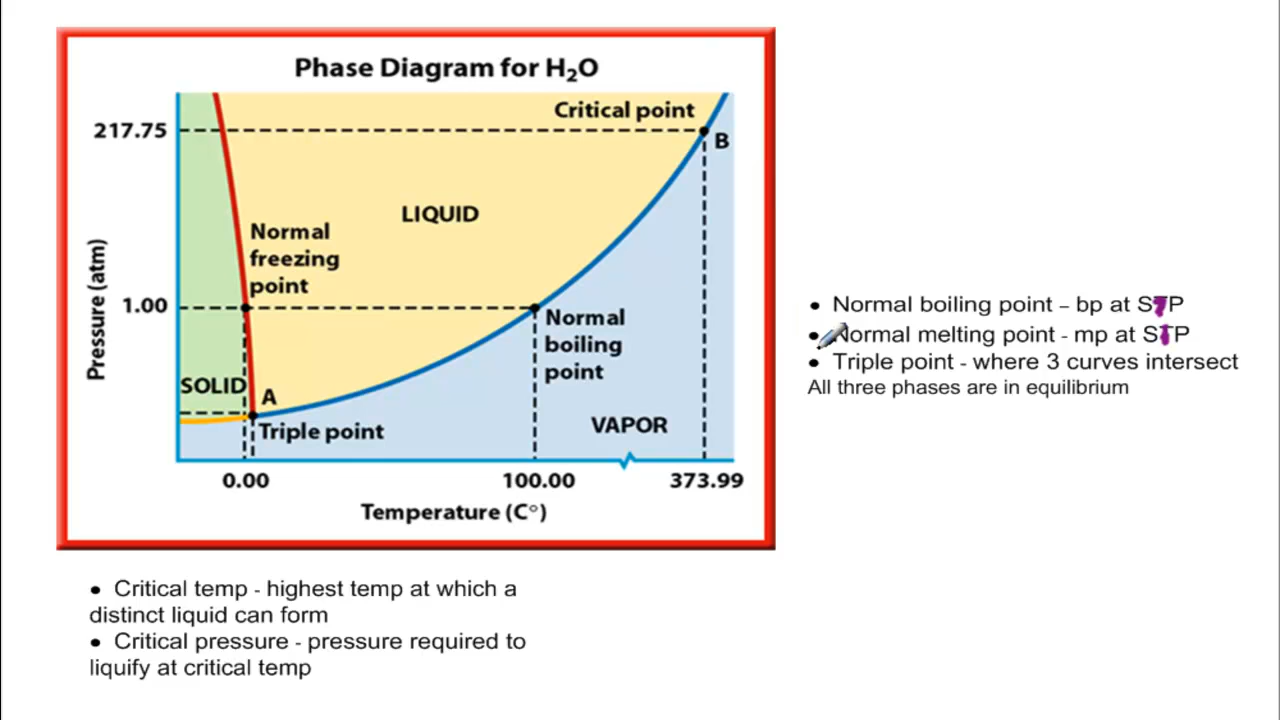 Phase Diagram for H₂O
217.75
Critical point
B
LIQUID
Normal
freezing
point
Pressure (atm)
1.00
Normal
boiling
point
SOLID
A
Triple point
VAPOR
0.00
100.00
373.99
Temperature (C°)
• Normal boiling point – bp at STP
• Normal melting point - mp at STP
• Triple point - where 3 curves intersect
All three phases are in equilibrium
• Critical temp - highest temp at which a
distinct liquid can form
• Critical pressure - pressure required to
liquify at critical temp